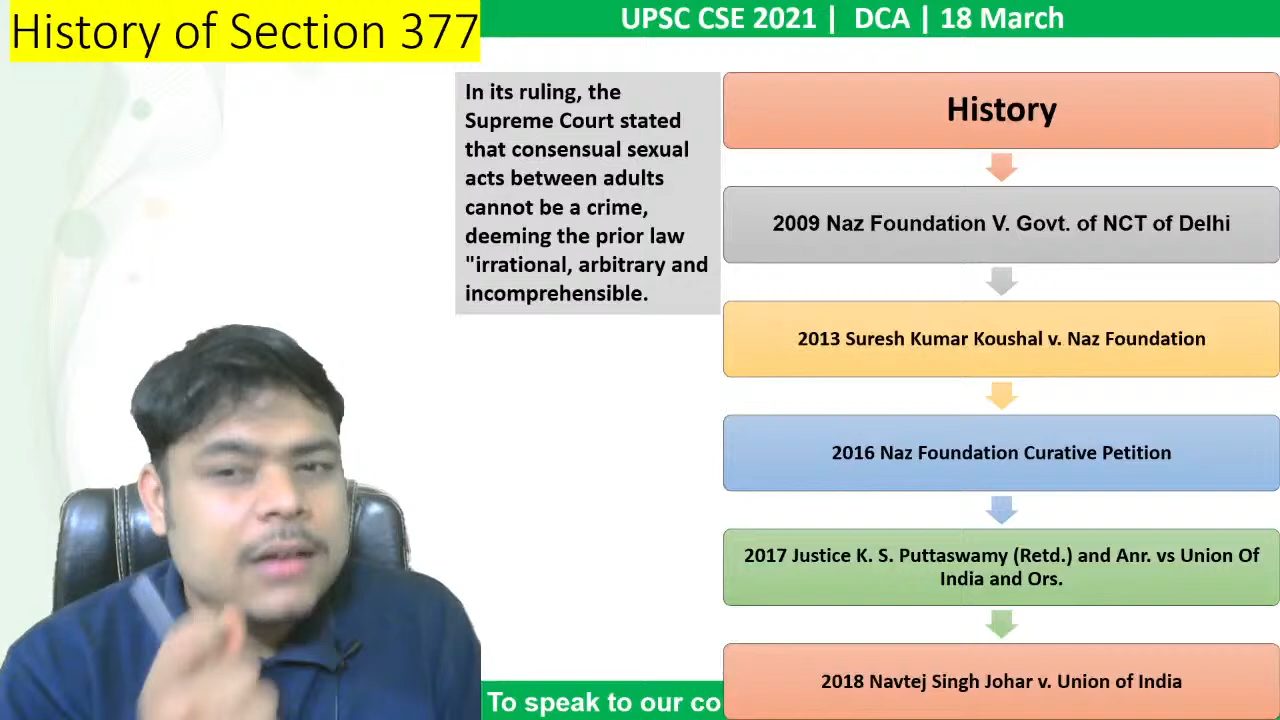 History of Section 377
UPSC CSE 2021 | DCA | 18 March
In its ruling, the
Supreme Court stated
that consensual sexual
acts between adults
cannot be a crime,
deeming the prior law
"irrational, arbitrary and
incomprehensible.
History
2009 Naz Foundation V. Govt. of NCT of Delhi
2013 Suresh Kumar Koushal v. Naz Foundation
2016 Naz Foundation Curative Petition
2017 Justice K. S. Puttaswamy (Retd.) and Anr. vs Union Of
India and Ors.
2018 Navtej Singh Johar v. Union of India
To speak to our co